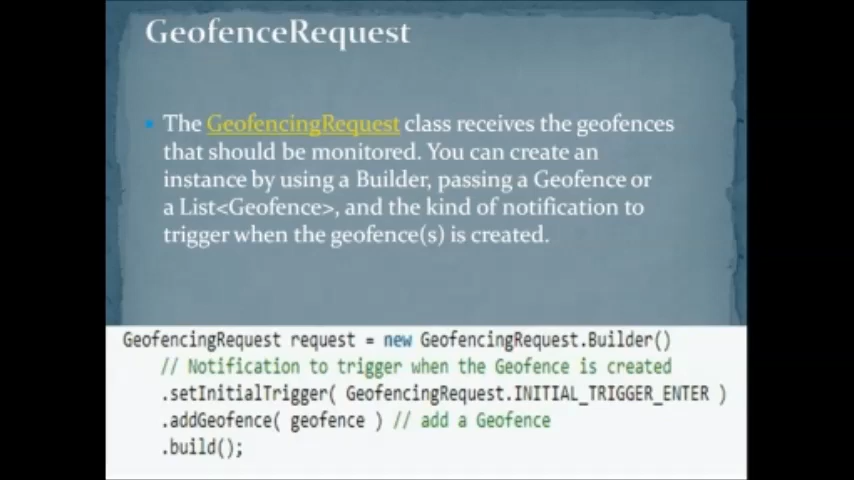 GeofenceRequest
The GeofencingRequest class receives the geofences
that should be monitored. You can create an
instance by using a Builder, passing a Geofence or
a List<Geofence>, and the kind of notification to
trigger when the geofence(s) is created.
GeofencingRequest request = new GeofencingRequest.Builder()
// Notification to trigger when the Geofence is created
.setInitialTrigger( GeofencingRequest.INITIAL_TRIGGER_ENTER )
.addGeofence( geofence ) // add a Geofence
.build();